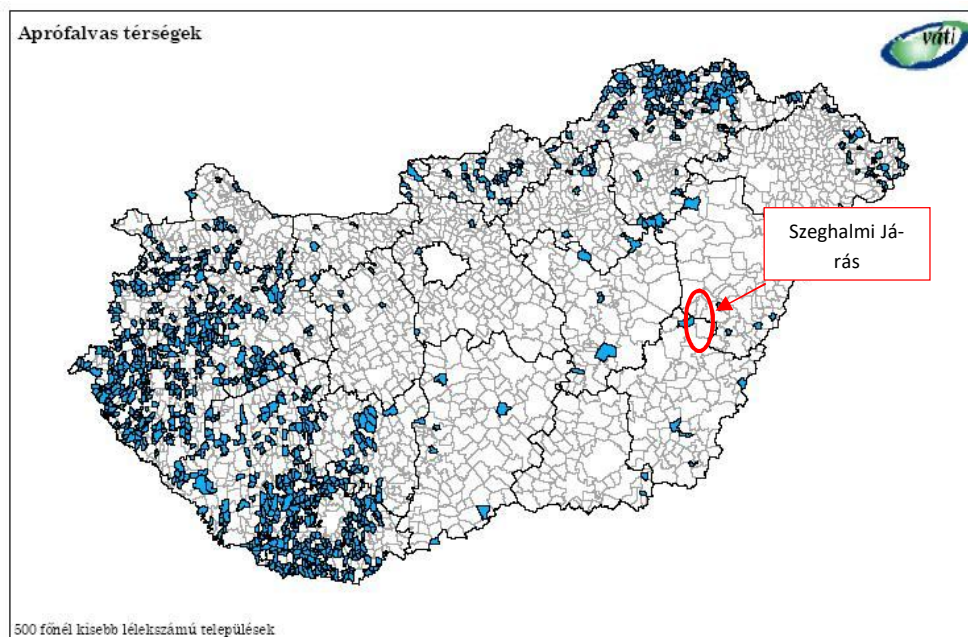 Aprófalvas térségek
váti
Szeghalmi Já-
rás
500 főnél kisebb lélekszámú települések